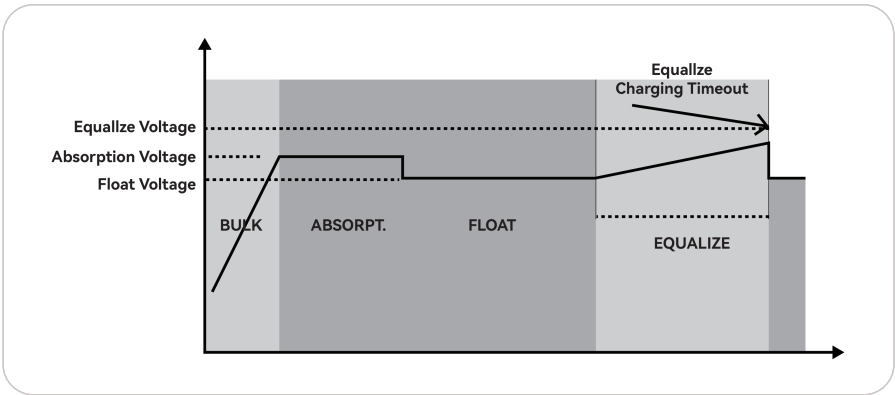 Equallze
Charging Timeout
Equallze Voltage
Absorption Voltage
Float Voltage
BULK
ABSORPT.
FLOAT
EQUALIZE